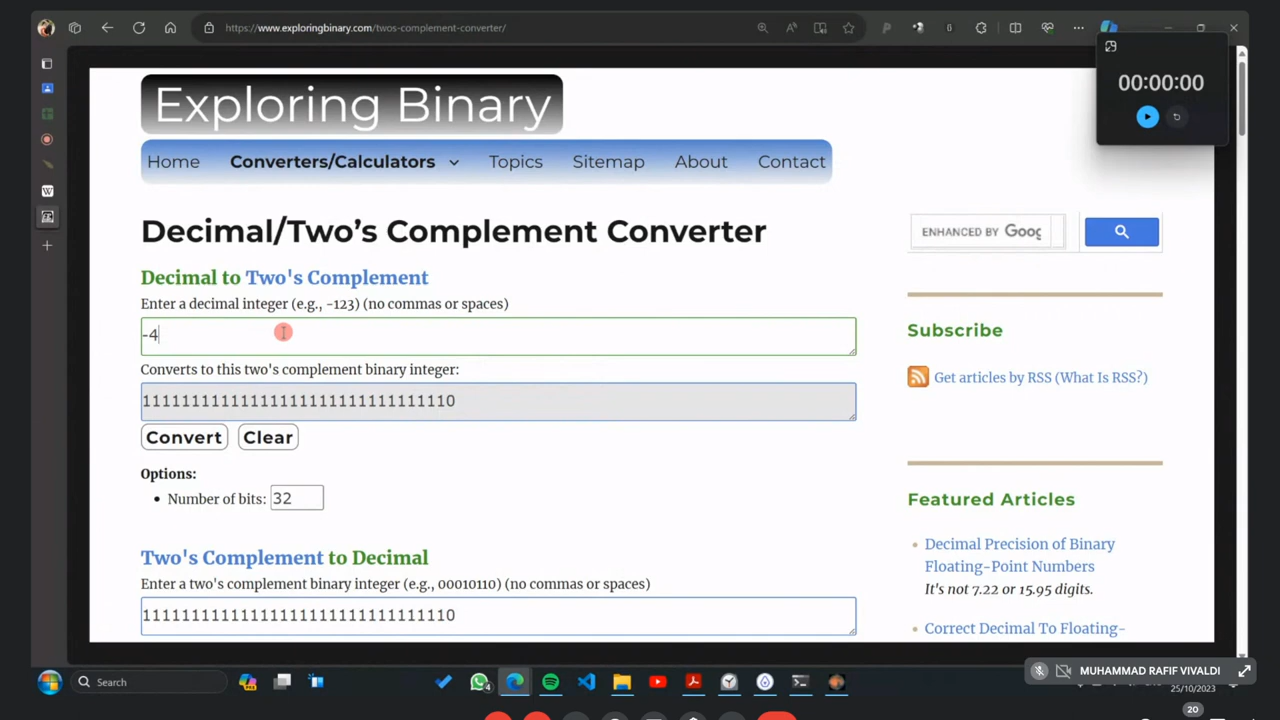 https://www.exploringbinary.com/twos-complement-converter/
00:00:00
Exploring Binary
Home
Converters/Calculators
Topics
Sitemap
About
Contact
Decimal/Two's Complement Converter
ENHANCED BY Goog
Decimal to Two's Complement
Enter a decimal integer (e.g., -123) (no commas or spaces)
-4
Converts to this two's complement binary integer:
11111111111111111111111111111110
Convert
Clear
Options:
Number of bits: 32
Two's Complement to Decimal
Enter a two's complement binary integer (e.g., 00010110) (no commas or spaces)
11111111111111111111111111111110
Subscribe
Get articles by RSS (What Is RSS?)
Featured Articles
Decimal Precision of Binary
Floating-Point Numbers
It's not 7.22 or 15.95 digits.
Correct Decimal To Floating-
MUHAMMAD RAFIF VIVALDI
Search
4
25/10/2023
20